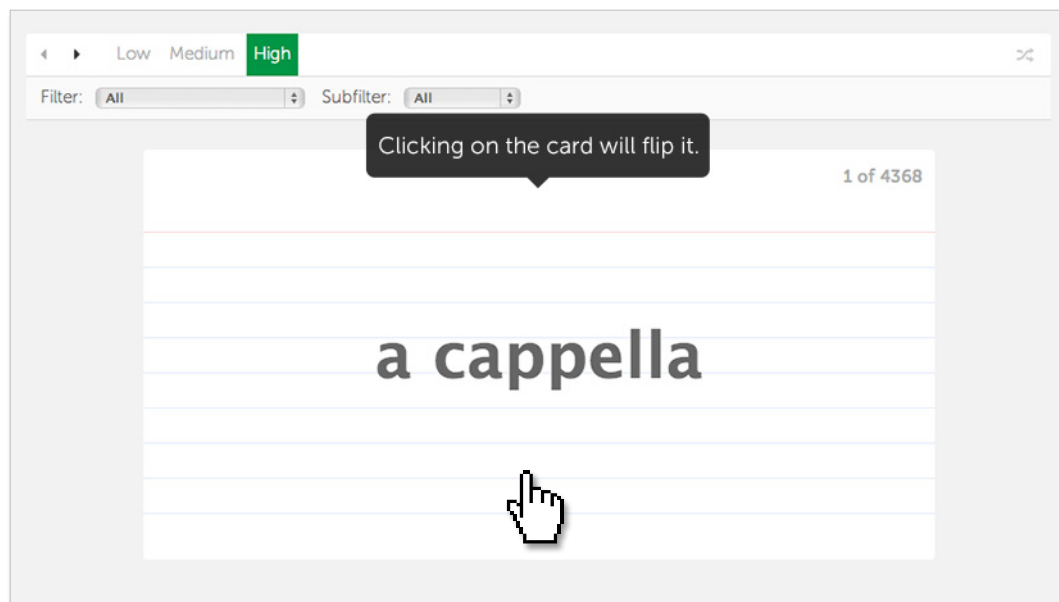 Low Medium High
Filter: All Subfilter: All
Clicking on the card will flip it.
1 of 4368
a cappella